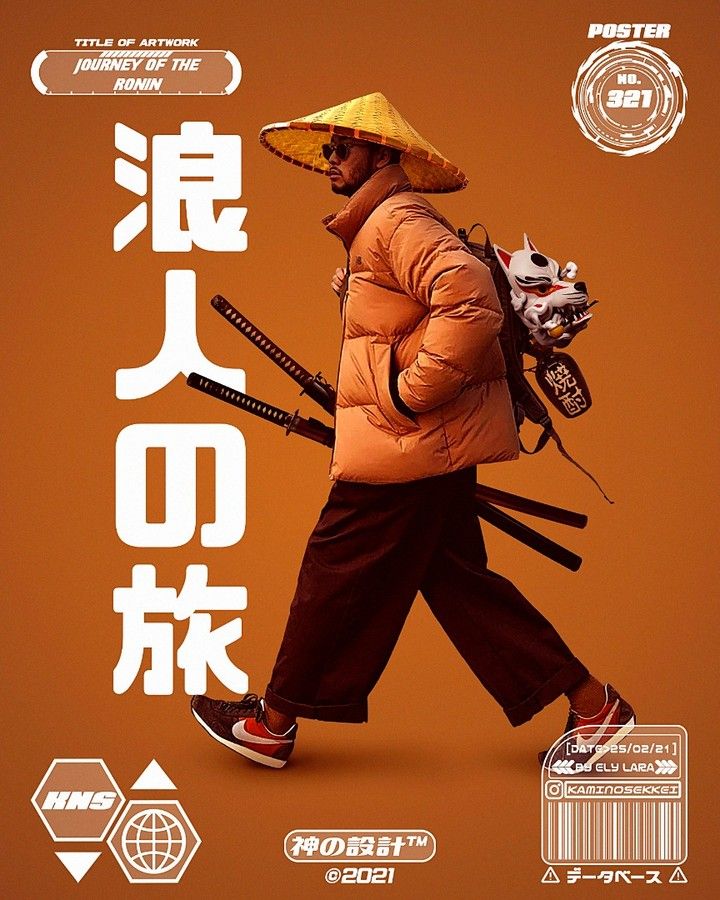 TITLE OF ARTWORK
JOURNEY OF THE
RONIN
POSTER
NO.
321
浪人の旅
焼酎
[DATE>25/02/21]
BY ELY LARA
KAMINOSEKKEI
データベース
KNS
神の設計™
©2021